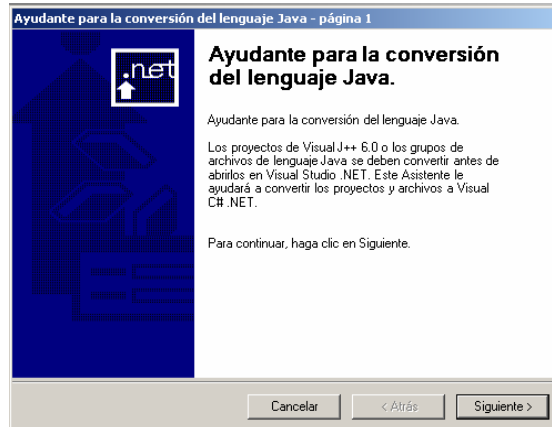 Ayudante para la conversión del lenguaje Java - página 1
.net
Ayudante para la conversión
del lenguaje Java.
Ayudante para la conversión del lenguaje Java.
Los proyectos de Visual J++ 6.0 o los grupos de
archivos de lenguaje Java se deben convertir antes de
abrirlos en Visual Studio .NET. Este Asistente le
ayudará a convertir los proyectos y archivos a Visual
C# .NET.
Para continuar, haga clic en Siguiente.
Cancelar
< Atrás
Siguiente >